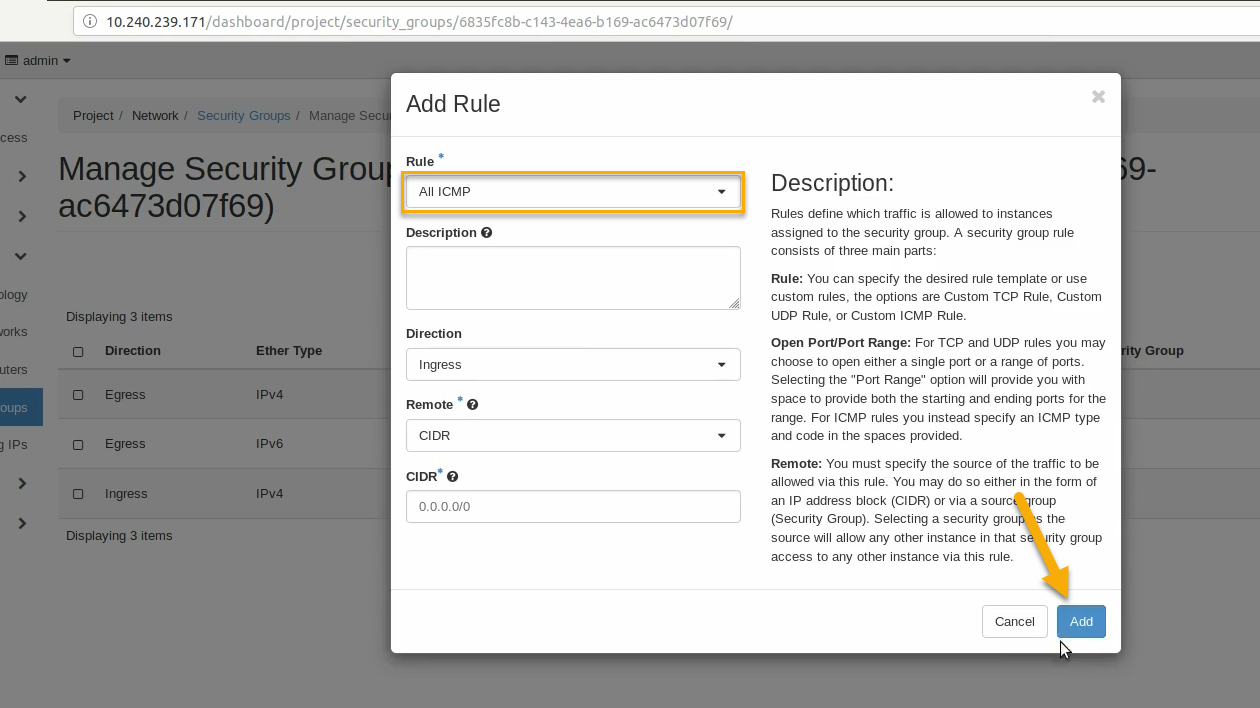 10.240.239.171/dashboard/project/security_groups/6835fc8b-c143-4ea6-b169-ac6473d07f69/
admin
Project / Network / Security Groups / Manage Secu
cess
Manage Security Group 69-
ac6473d07f69)
ology
works
uters
oups
g IPs
Displaying 3 items
Direction Ether Type rity Group
Egress IPv4
Egress IPv6
Ingress IPv4
Displaying 3 items
Add Rule
Rule *
All ICMP
Description
Direction
Ingress
Remote *
CIDR
CIDR*
0.0.0.0/0
Description:
Rules define which traffic is allowed to instances
assigned to the security group. A security group rule
consists of three main parts:
Rule: You can specify the desired rule template or use
custom rules, the options are Custom TCP Rule, Custom
UDP Rule, or Custom ICMP Rule.
Open Port/Port Range: For TCP and UDP rules you may
choose to open either a single port or a range of ports.
Selecting the "Port Range" option will provide you with
space to provide both the starting and ending ports for the
range. For ICMP rules you instead specify an ICMP type
and code in the spaces provided.
Remote: You must specify the source of the traffic to be
allowed via this rule. You may do so either in the form of
an IP address block (CIDR) or via a source group
(Security Group). Selecting a security group as the
source will allow any other instance in that security group
access to any other instance via this rule.
Cancel
Add